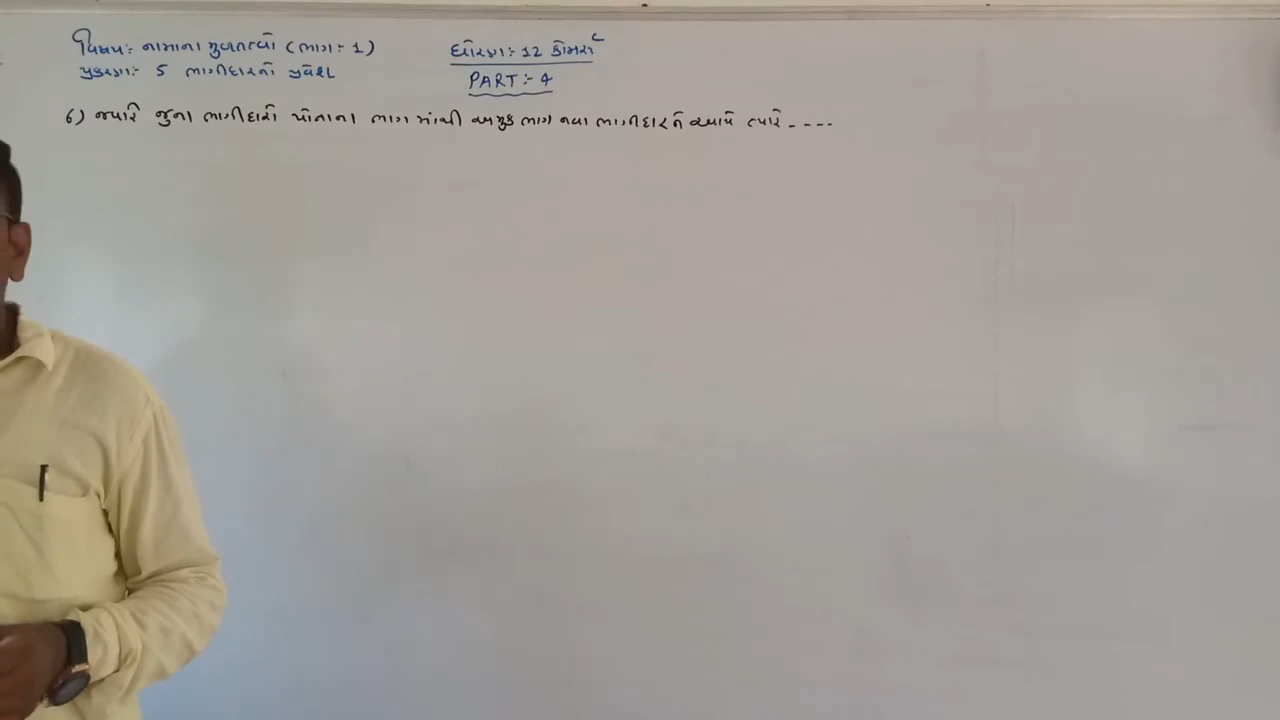 વિષય:- નામાના મુળતત્વો (ભાગ:- 1)
ધોરણ:- 12 કોમર્સ
પ્રકરણ:- 5 ભાગીદારનો પ્રવેશ
PART:- 4
6) જ્યારે જુના ભાગીદારો પોતાના ભાગ માંથી અમુક ભાગ નવા ભાગીદારને આપે ત્યારે - - - -